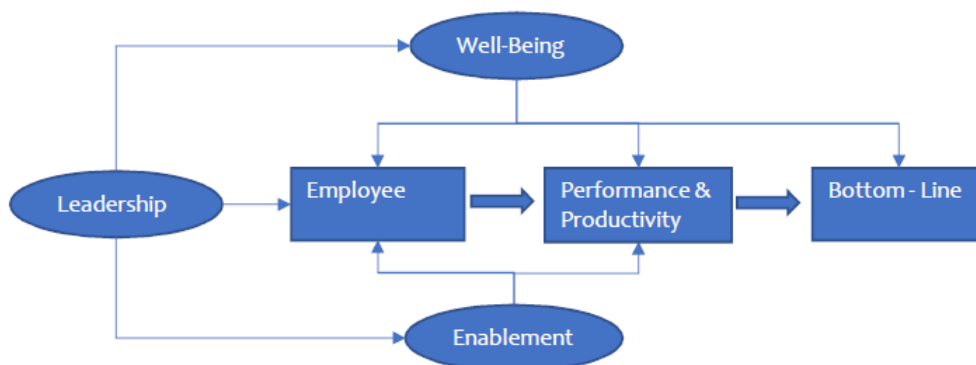 Well-Being
Leadership
Employee
Performance &
Productivity
Bottom - Line
Enablement